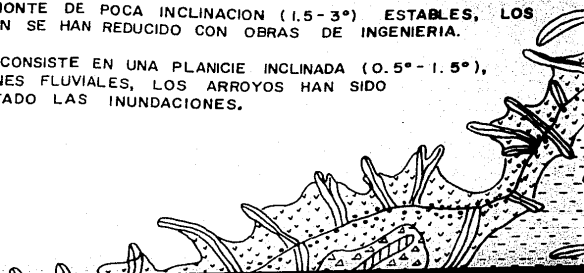 ONTE DE POCA INCLINACION (1.5-3°) ESTABLES, LOS
N SE HAN REDUCIDO CON OBRAS DE INGENIERIA.
CONSISTE EN UNA PLANICIE INCLINADA (0.5°-1.5°),
NES FLUVIALES, LOS ARROYOS HAN SIDO
TADO LAS INUNDACIONES.